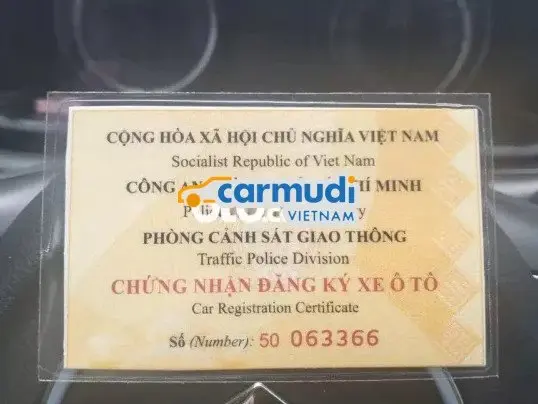 CỘNG HÒA XÃ HỘI CHỦ NGHĨA VIỆT NAM
Socialist Republic of Viet Nam
CÔNG AN HÍ MINH
carmudi
VIETNAM
PHÒNG CẢNH SÁT GIAO THÔNG
Traffic Police Division
CHỨNG NHẬN ĐĂNG KÝ XE Ô TÔ
Car Registration Certificate
Số (Number): 50 063366